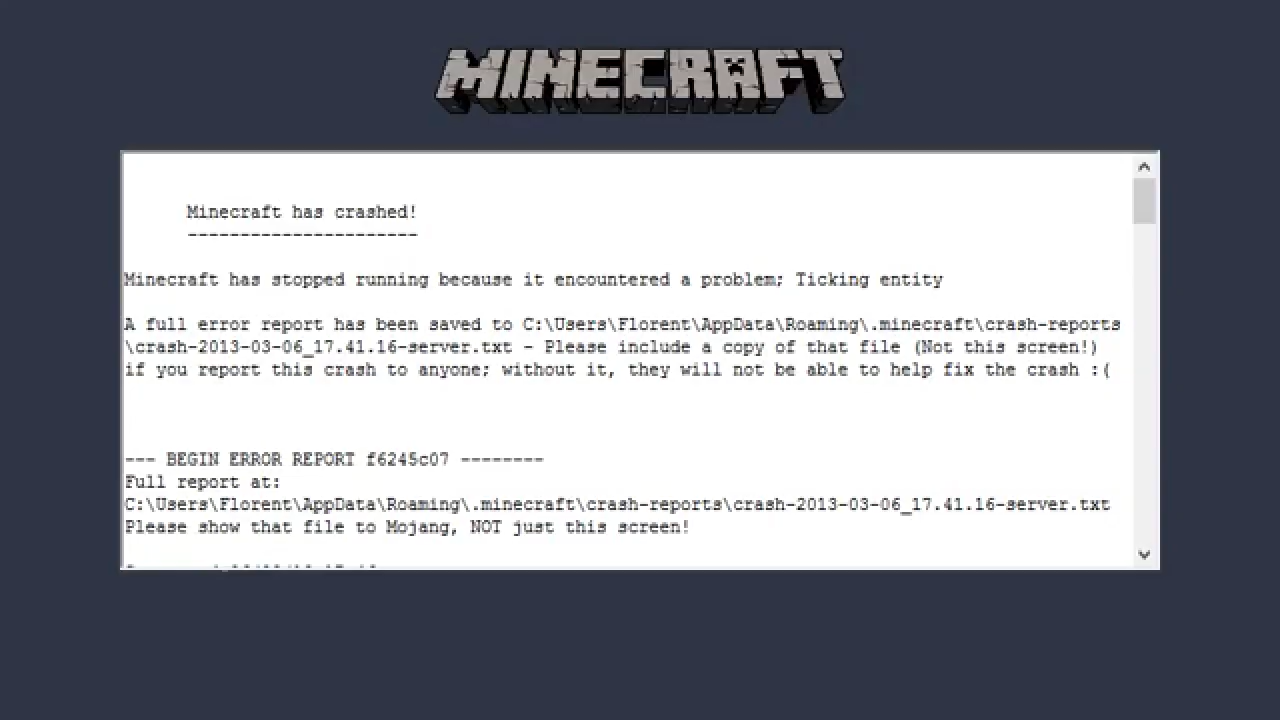 MINECRAFT
Minecraft has crashed!
----------------------
Minecraft has stopped running because it encountered a problem; Ticking entity
A full error report has been saved to C:\Users\Florent\AppData\Roaming\.minecraft\crash-reports
\crash-2013-03-06_17.41.16-server.txt - Please include a copy of that file (Not this screen!)
if you report this crash to anyone; without it, they will not be able to help fix the crash :(
--- BEGIN ERROR REPORT f6245c07 --------
Full report at:
C:\Users\Florent\AppData\Roaming\.minecraft\crash-reports\crash-2013-03-06_17.41.16-server.txt
Please show that file to Mojang, NOT just this screen!